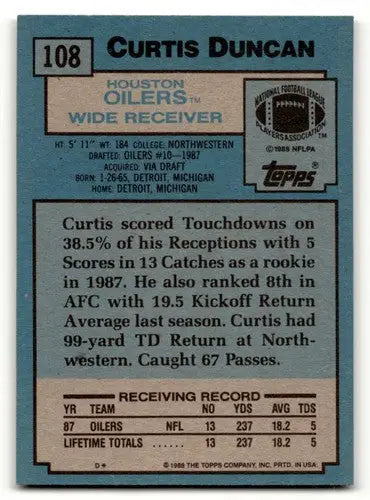 108
CURTIS DUNCAN
HOUSTON
OILERS™
WIDE RECEIVER
NATIONAL FOOTBALL LEAGUE
PLAYERS ASSOCIATION
©1988 NFLPA
Topps®
HT. 5' 11" WT. 184 COLLEGE: NORTHWESTERN
DRAFTED: OILERS #10—1987
ACQUIRED: VIA DRAFT
BORN: 1-26-65, DETROIT, MICHIGAN
HOME: DETROIT, MICHIGAN
Curtis scored Touchdowns on
38.5% of his Receptions with 5
Scores in 13 Catches as a rookie
in 1987. He also ranked 8th in
AFC with 19.5 Kickoff Return
Average last season. Curtis had
99-yard TD Return at North-
western. Caught 67 Passes.
RECEIVING RECORD
YR TEAM NO YDS AVG TDS
87 OILERS NFL 13 237 18.2 5
LIFETIME TOTALS ...... 13 237 18.2 5
D* © 1988 THE TOPPS COMPANY, INC. PRTD. IN USA.